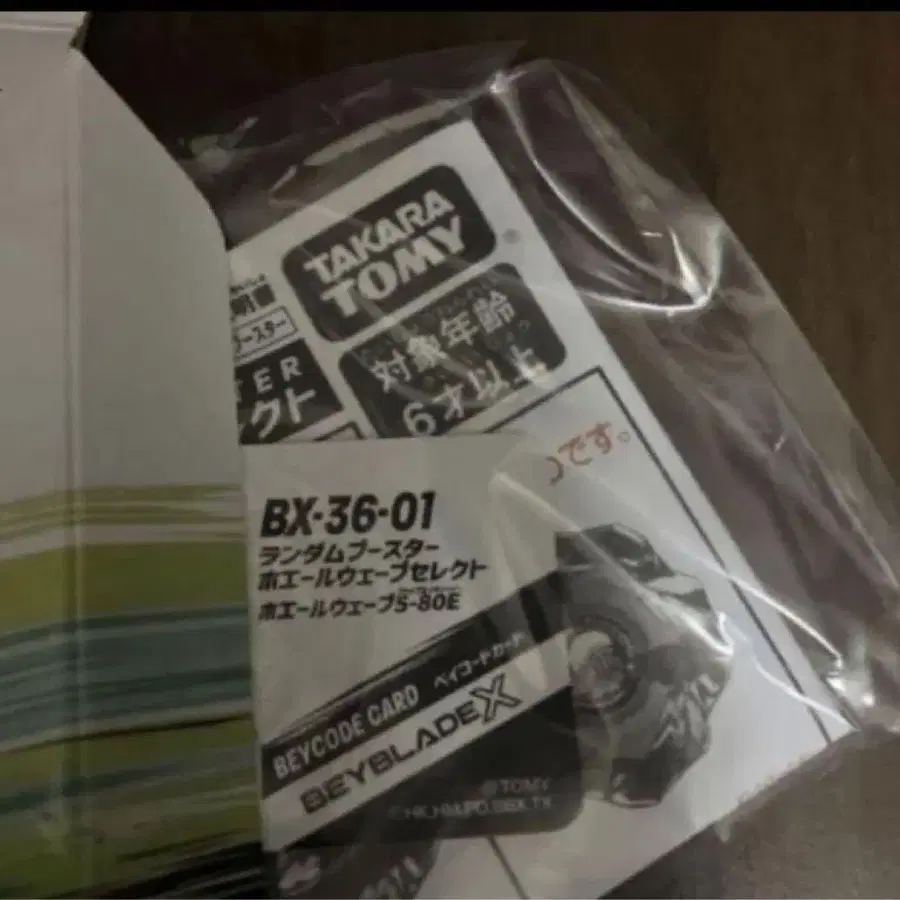 TAKARA
TOMY
対象年齢
6才以上
明書
ースター
TER
クト
です。
BX-36-01
ランダムブースター
ホエールウェーブセレクト
ホエールウェーブ5-80E
BEYCODE CARD ベイコードカード
BEYBLADE X
©TOMY